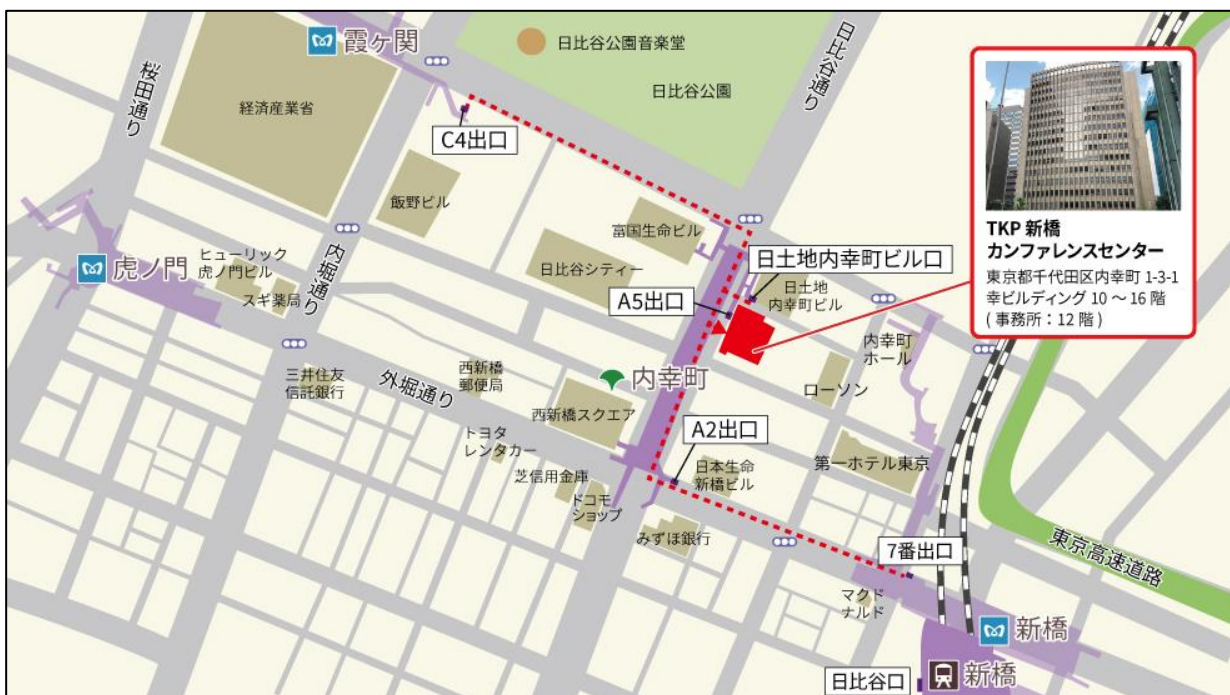 霞ヶ関
日比谷公園音楽堂
日比谷公園
日比谷通り
桜田通り
経済産業省
C4出口
飯野ビル
富国生命ビル
TKP 新橋
カンファレンスセンター
東京都千代田区内幸町 1-3-1
幸ビルディング 10 ～ 16 階
( 事務所：12 階 )
虎ノ門
ヒューリック
虎ノ門ビル
スギ薬局
内堀通り
日比谷シティー
日土地内幸町ビル口
日土地
内幸町ビル
A5出口
内幸町
ホール
三井住友
信託銀行
外堀通り
西新橋
郵便局
内幸町
ローソン
西新橋スクエア
A2出口
トヨタ
レンタカー
芝信用金庫
ドコモ
ショップ
日本生命
新橋ビル
第一ホテル東京
みずほ銀行
7番出口
東京高速道路
マクド
ナルド
新橋
新橋
日比谷口